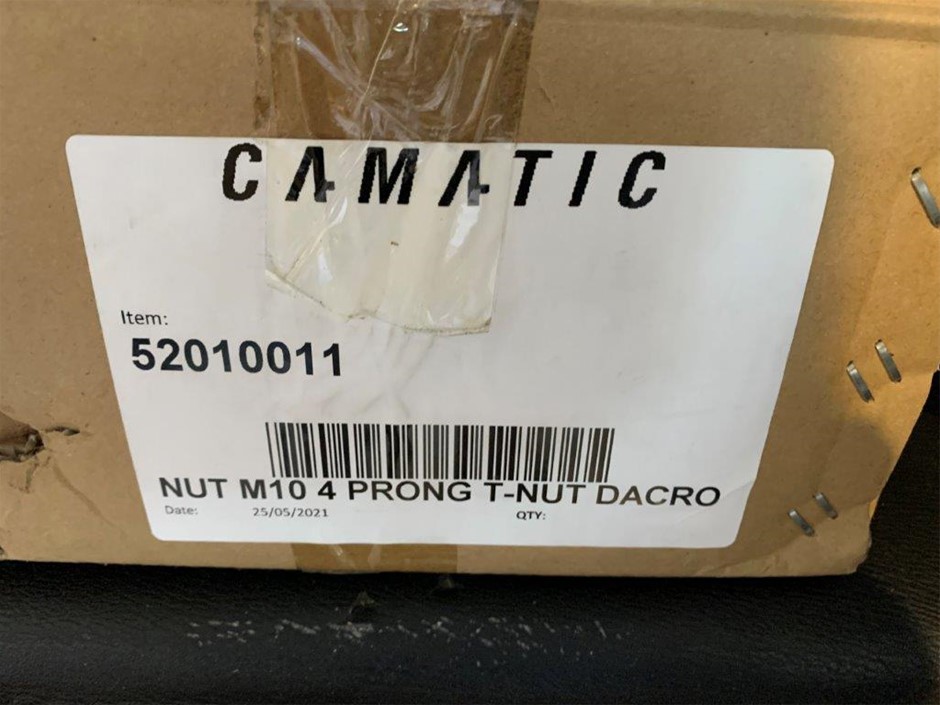 CAMATIC
Item:
52010011
NUT M10 4 PRONG T-NUT DACRO
Date: 25/05/2021 QTY: